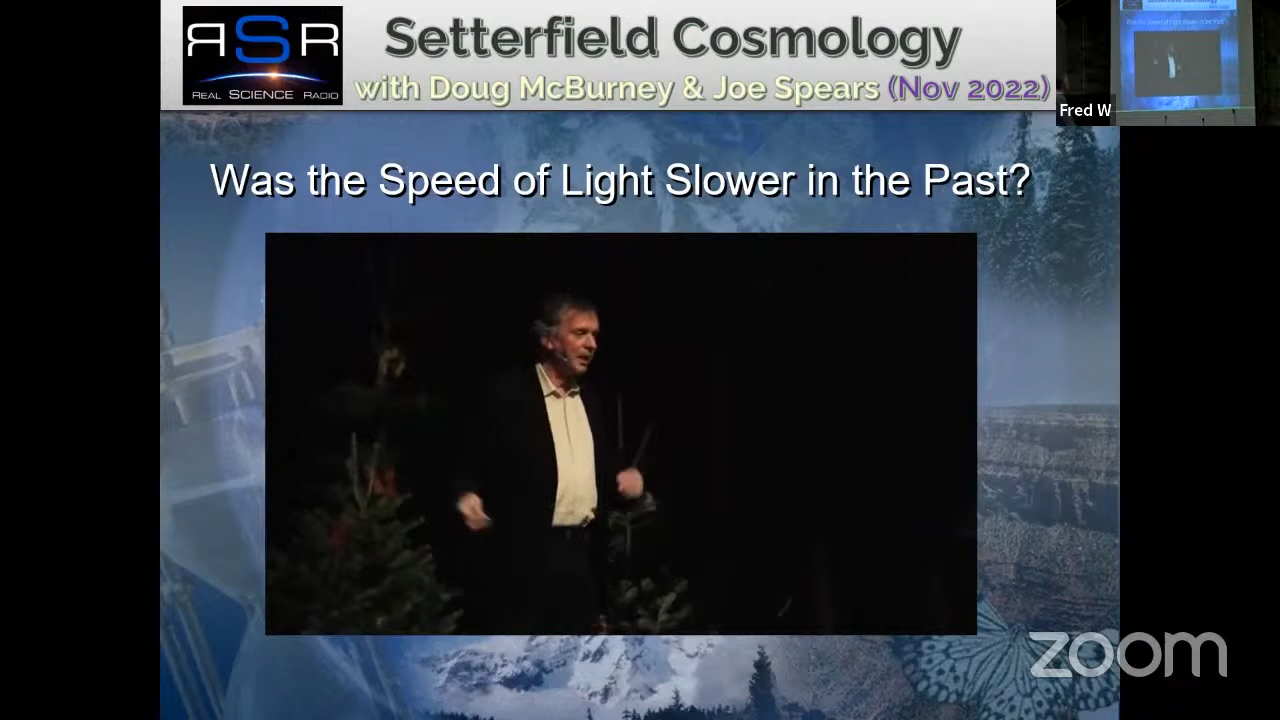 RSR
REAL SCIENCE RADIO
Setterfield Cosmology
with Doug McBurney & Joe Spears (Nov 2022)
Fred W
Was the Speed of Light Slower in the Past?
zoom